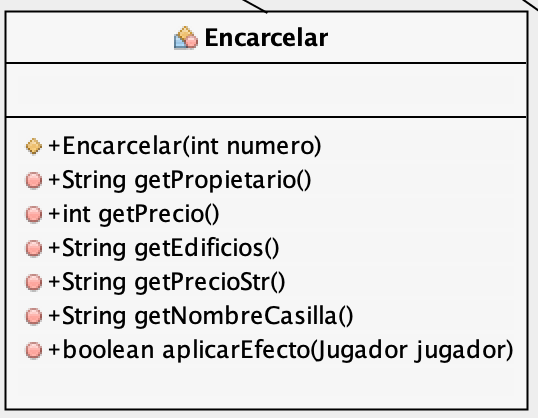 Encarcelar
+Encarcelar(int numero)
+String getPropietario()
+int getPrecio()
+String getEdificios()
+String getPrecioStr()
+String getNombreCasilla()
+boolean aplicarEfecto(Jugador jugador)